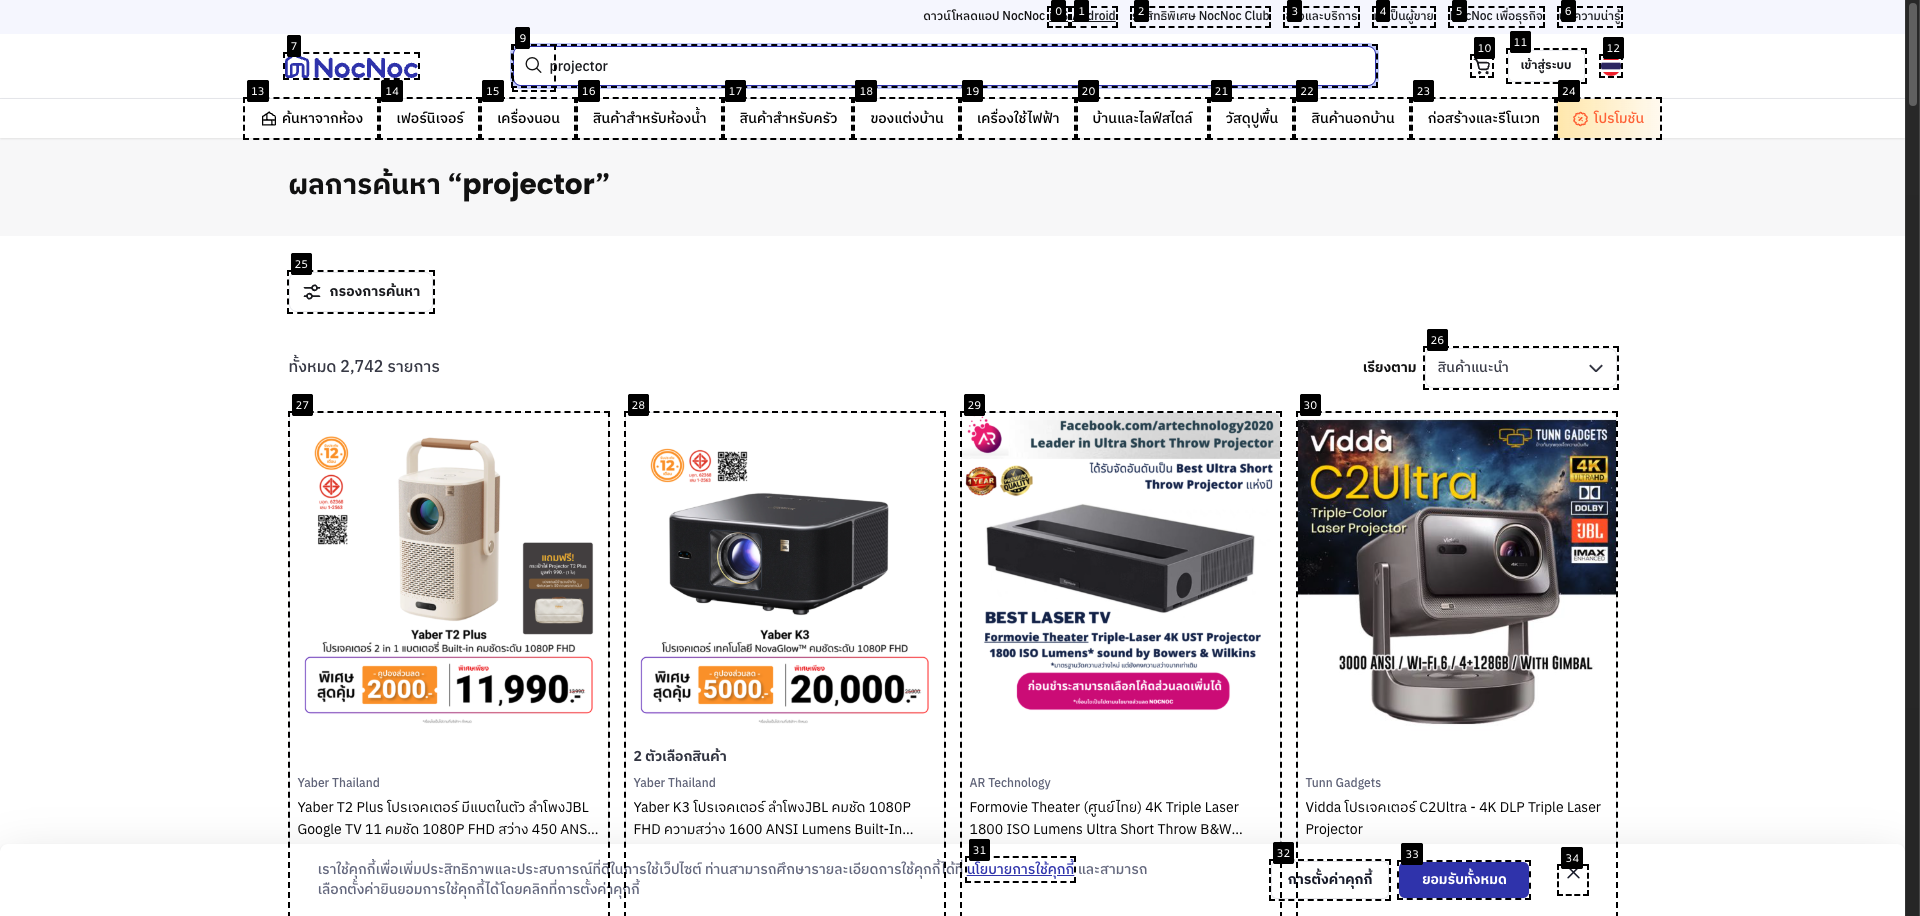 ดาวน์โหลดแอป NocNoc
NocNoc Club
NocNoc
projector
เข้าสู่ระบบ
ค้นหาจากห้อง
เฟอร์นิเจอร์
เครื่องนอน
สินค้าสำหรับห้องน้ำ
สินค้าสำหรับครัว
ของแต่งบ้าน
เครื่องใช้ไฟฟ้า
บ้านและไลฟ์สไตล์
วัสดุปูพื้น
สินค้านอกบ้าน
ก่อสร้างและรีโนเวท
โปรโมชัน
ผลการค้นหา “projector”
กรองการค้นหา
ทั้งหมด 2,742 รายการ
เรียงตาม
สินค้าแนะนำ
แถมฟรี!
Yaber T2 Plus
โปรเจคเตอร์ 2 in 1 แบตเตอรี่ Built-in คมชัดระดับ 1080P FHD
พิเศษ
สุดคุ้ม
คูปองส่วนลด
2000.-
พิเศษเพียง
11,990.-
Yaber Thailand
Yaber T2 Plus โปรเจคเตอร์ มีแบตในตัว ลำโพงJBL
Google TV 11 คมชัด 1080P FHD สว่าง 450 ANS...
Yaber K3
โปรเจคเตอร์ เทคโนโลยี NovaGlow™ คมชัดระดับ 1080P FHD
พิเศษ
สุดคุ้ม
คูปองส่วนลด
5000.-
พิเศษเพียง
20,000.-
2 ตัวเลือกสินค้า
Yaber Thailand
Yaber K3 โปรเจคเตอร์ ลำโพงJBL คมชัด 1080P
FHD ความสว่าง 1600 ANSI Lumens Built-In...
AR
Facebook.com/artechnology2020
Leader in Ultra Short Throw Projector
ได้รับจัดอันดับเป็น Best Ultra Short
Throw Projector แห่งปี
1 YEAR
BEST LASER TV
Formovie Theater Triple-Laser 4K UST Projector
1800 ISO Lumens* sound by Bowers & Wilkins
ก่อนชำระสามารถเลือกโค้ดส่วนลดเพิ่มได้
AR Technology
Formovie Theater (ศูนย์ไทย) 4K Triple Laser
1800 ISO Lumens Ultra Short Throw B&W...
Vidda
TUNN GADGETS
C2Ultra
Triple-Color
Laser Projector
4K
ULTRAHD
DOLBY
JBL
IMAX
ENHANCED
3000 ANSI / Wi-Fi 6 / 4+128GB / With Gimbal
Tunn Gadgets
Vidda โปรเจคเตอร์ C2Ultra - 4K DLP Triple Laser
Projector
เราใช้คุกกี้เพื่อเพิ่มประสิทธิภาพและประสบการณ์ที่ดีในการใช้เว็ปไซต์ ท่านสามารถศึกษารายละเอียดการใช้คุกกี้ได้ที่ นโยบายการใช้คุกกี้ และสามารถ
เลือกตั้งค่ายินยอมการใช้คุกกี้ได้โดยคลิกที่การตั้งค่าคุกกี้
การตั้งค่าคุกกี้
ยอมรับทั้งหมด
0
1
2
3
4
5
6
7
9
10
11
12
13
14
15
16
17
18
19
20
21
22
23
24
25
26
27
28
29
30
31
32
33
34